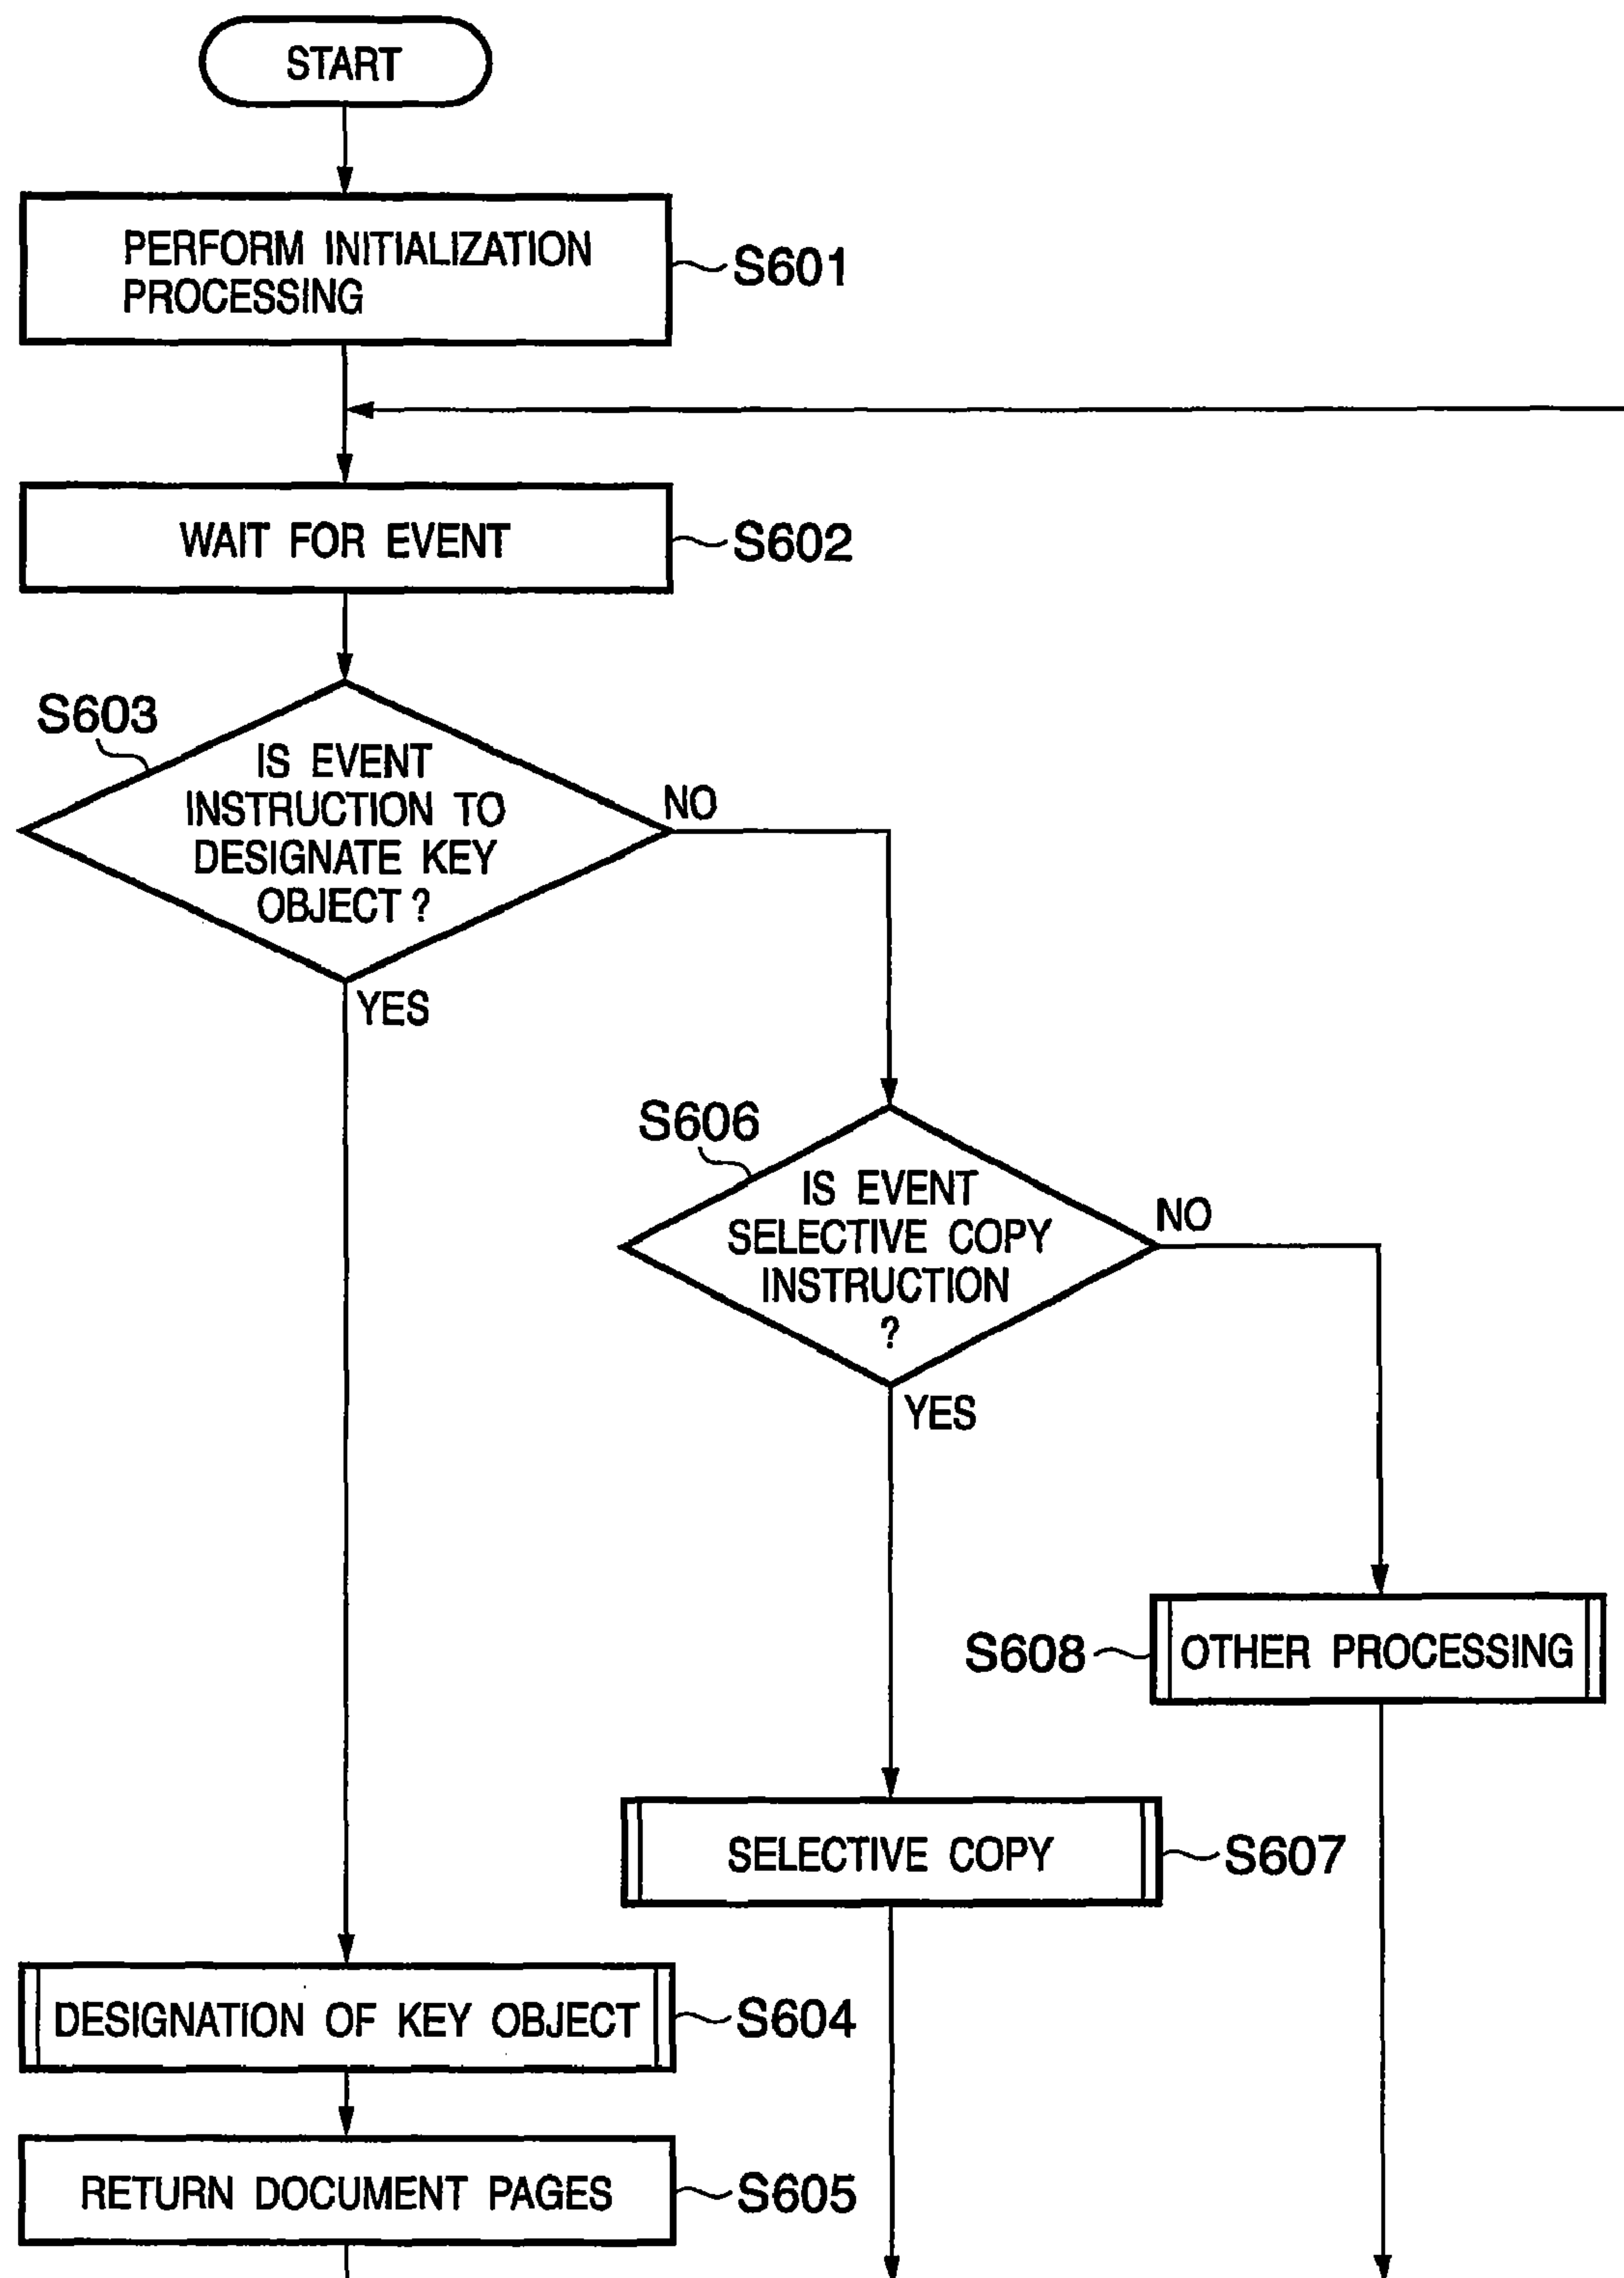 START
PERFORM INITIALIZATION
PROCESSING
S601
WAIT FOR EVENT
S602
S603
IS EVENT
INSTRUCTION TO
DESIGNATE KEY
OBJECT ?
NO
YES
S606
IS EVENT
SELECTIVE COPY
INSTRUCTION
?
NO
YES
S608
OTHER PROCESSING
SELECTIVE COPY
S607
DESIGNATION OF KEY OBJECT
S604
RETURN DOCUMENT PAGES
S605